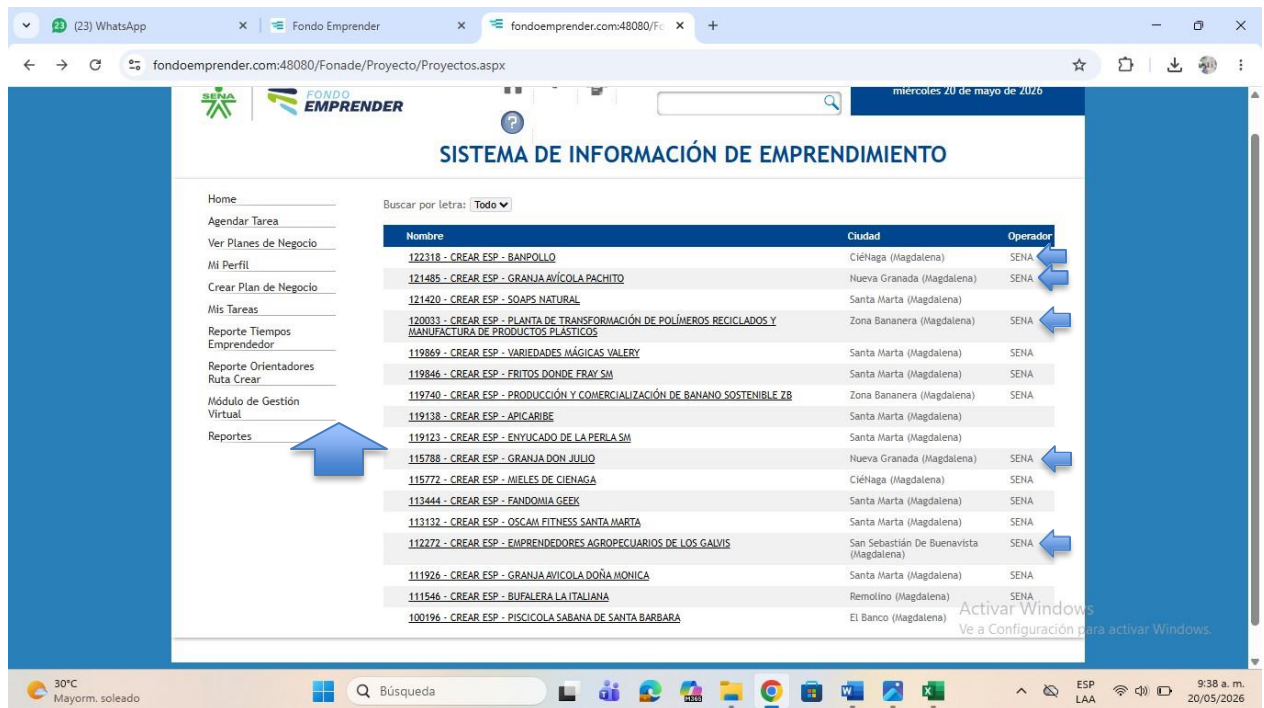 (23) WhatsApp
Fondo Emprender
fondoemprender.com:48080/Fo
fondoemprender.com:48080/Fonade/Proyecto/Proyectos.aspx
SENA
FONDO
EMPRENDER
miércoles 20 de mayo de 2026
SISTEMA DE INFORMACIÓN DE EMPRENDIMIENTO
Home
Agendar Tarea
Ver Planes de Negocio
Mi Perfil
Crear Plan de Negocio
Mis Tareas
Reporte Tiempos
Emprendedor
Reporte Orientadores
Ruta Crear
Módulo de Gestión
Virtual
Reportes
Buscar por letra: Todo
Nombre Ciudad Operador
122318 - CREAR ESP - BANPOLLO CiéNaga (Magdalena) SENA
121485 - CREAR ESP - GRANJA AVÍCOLA PACHITO Nueva Granada (Magdalena) SENA
121420 - CREAR ESP - SOAPS NATURAL Santa Marta (Magdalena)
120033 - CREAR ESP - PLANTA DE TRANSFORMACIÓN DE POLÍMEROS RECICLADOS Y Zona Bananera (Magdalena) SENA
MANUFACTURA DE PRODUCTOS PLÁSTICOS
119869 - CREAR ESP - VARIEDADES MÁGICAS VALERY Santa Marta (Magdalena) SENA
119846 - CREAR ESP - FRITOS DONDE FRAY SM Santa Marta (Magdalena) SENA
119740 - CREAR ESP - PRODUCCIÓN Y COMERCIALIZACIÓN DE BANANO SOSTENIBLE ZB Zona Bananera (Magdalena) SENA
119138 - CREAR ESP - APICARIBE Santa Marta (Magdalena)
119123 - CREAR ESP - ENYUCADO DE LA PERLA SM Santa Marta (Magdalena)
115788 - CREAR ESP - GRANJA DON JULIO Nueva Granada (Magdalena) SENA
115772 - CREAR ESP - MIELES DE CIENAGA CiéNaga (Magdalena) SENA
113444 - CREAR ESP - FANDOMIA GEEK Santa Marta (Magdalena) SENA
113132 - CREAR ESP - OSCAM FITNESS SANTA MARTA Santa Marta (Magdalena) SENA
112272 - CREAR ESP - EMPRENDEDORES AGROPECUARIOS DE LOS GALVIS San Sebastián De Buenavista SENA
(Magdalena)
111926 - CREAR ESP - GRANJA AVICOLA DOÑA MONICA Santa Marta (Magdalena) SENA
111546 - CREAR ESP - BUFALERA LA ITALIANA Remolino (Magdalena) SENA
100196 - CREAR ESP - PISCICOLA SABANA DE SANTA BARBARA El Banco (Magdalena)
Activar Windows
Ve a Configuración para activar Windows.
30°C
Mayorm. soleado
Búsqueda
ESP
LAA
9:38 a. m.
20/05/2026